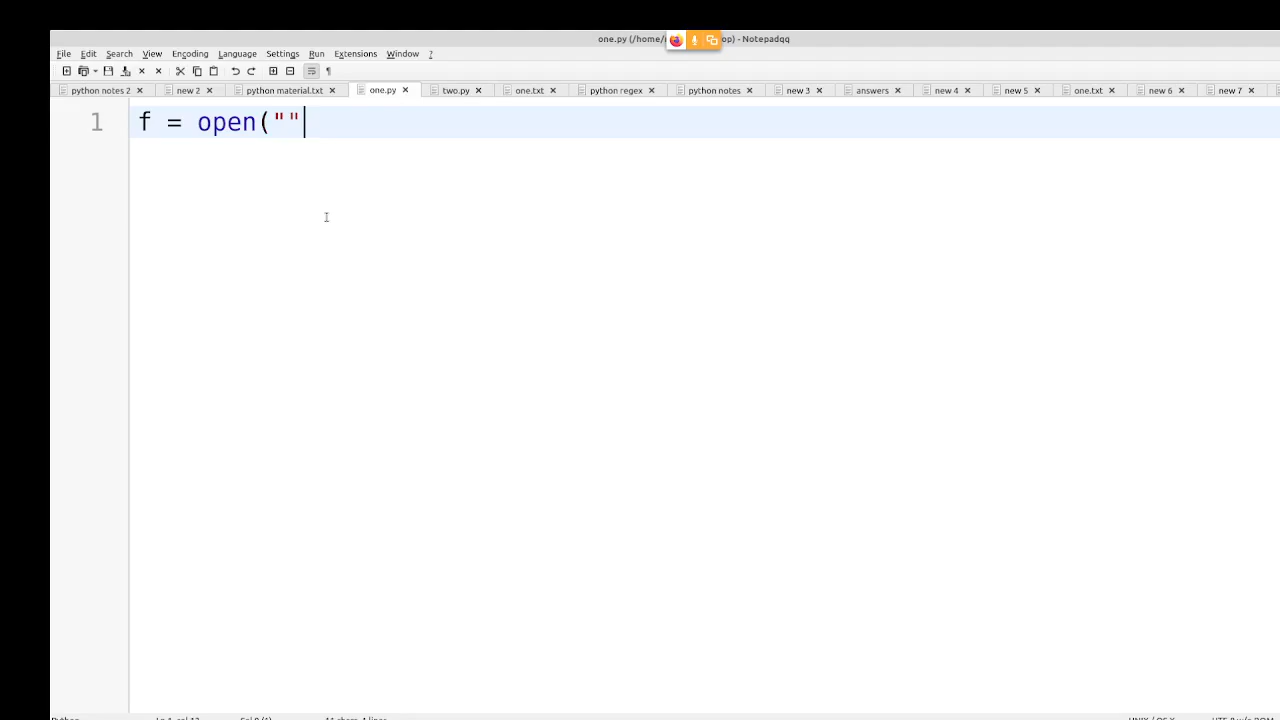 one.py (/home/ op) - Notepadqq
File Edit Search View Encoding Language Settings Run Extensions Window ?
python notes 2 new 2 python material.txt one.py two.py one.txt python regex python notes new 3 answers new 4 new 5 one.txt new 6 new 7
1 f = open(""